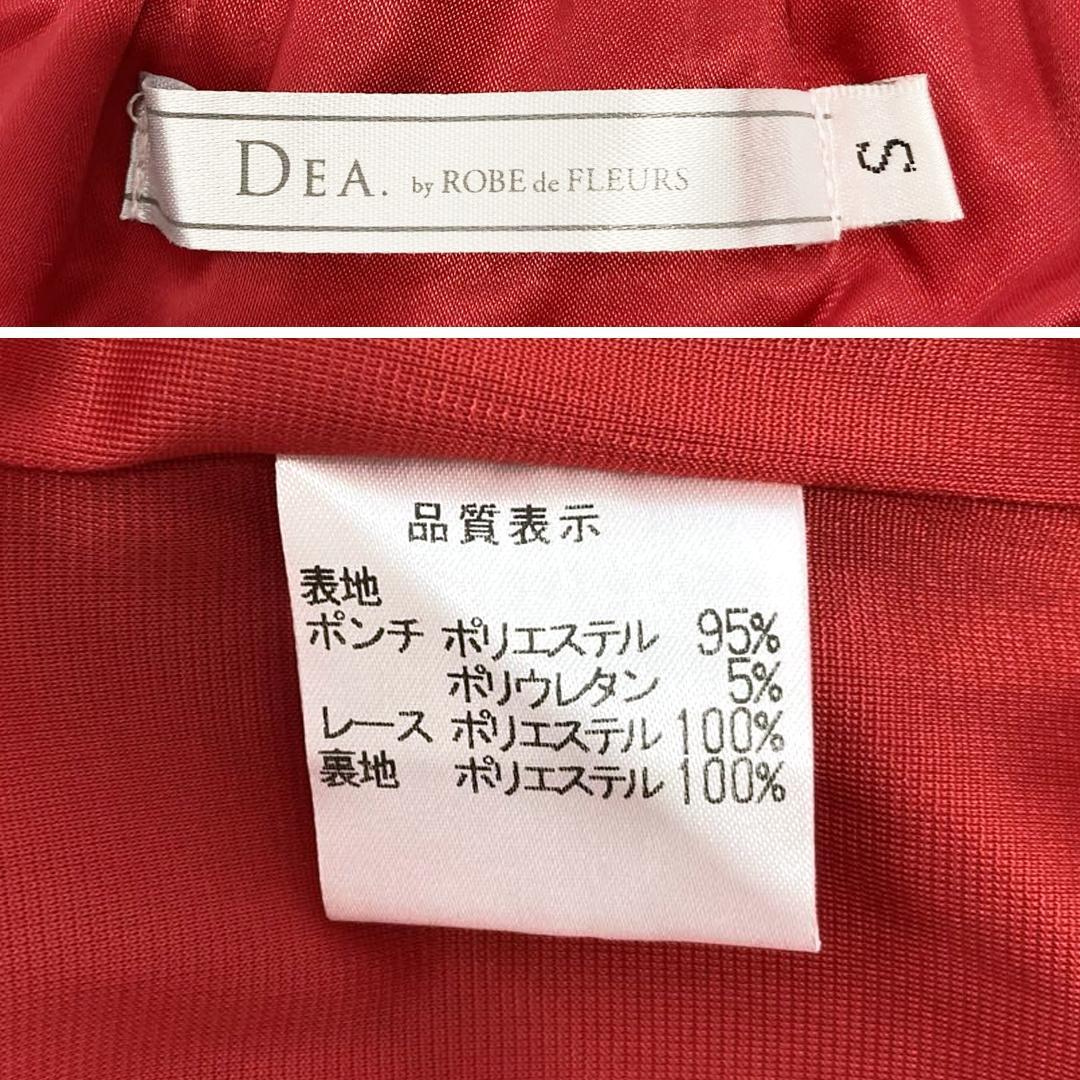 DEA. by ROBE de FLEURS
S
品質表示
表地
ポンチ ポリエステル 95%
ポリウレタン 5%
レース ポリエステル 100%
裏地 ポリエステル 100%